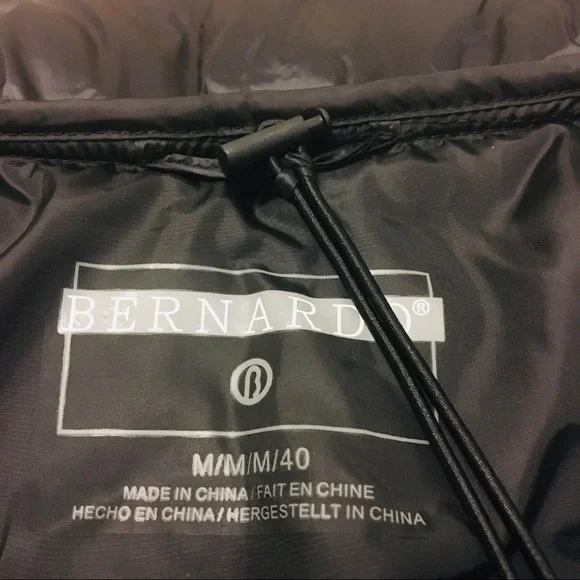 BERNARDO®
B
M/M/M/40
MADE IN CHINA/FAIT EN CHINE
HECHO EN CHINA/HERGESTELLT IN CHINA